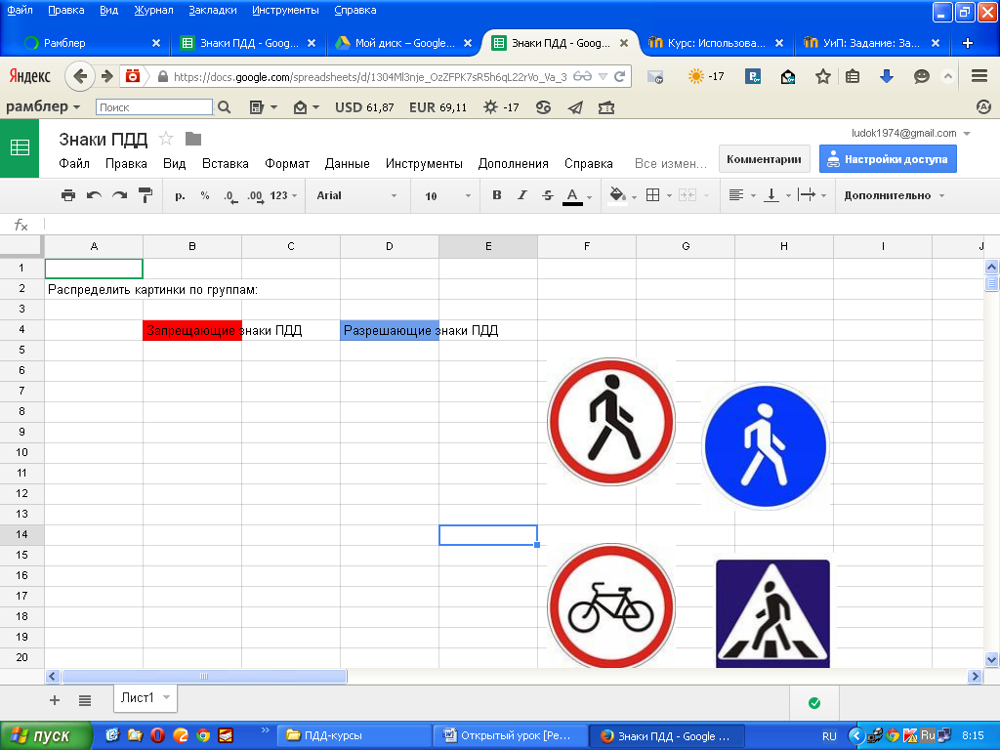 Файл Правка Вид Журнал Закладки Инструменты Справка
Рамблер Знаки ПДД - Goog... Мой диск – Google... Знаки ПДД - Goog... Курс: Использова... УиП: Задание: За...
Яндекс https://docs.google.com/spreadsheets/d/1304Ml3nje_OzZFPK7sR5h6qL22rVo_Va_3 -17
рамблер Поиск USD 61,87 EUR 69,11 -17
Знаки ПДД ludok1974@gmail.com
Файл Правка Вид Вставка Формат Данные Инструменты Дополнения Справка Все измен... Комментарии Настройки доступа
р. % .0 .00 123 Arial 10 B I S A Дополнительно
fx
A B C D E F G H I J
1
2 Распределить картинки по группам:
3
4 Запрещающие знаки ПДД Разрешающие знаки ПДД
5
6
7
8
9
10
11
12
13
14
15
16
17
18
19
20
Лист1
пуск ПДД-курсы Открытый урок [Ре... Знаки ПДД - Google ... RU Ru 8:15